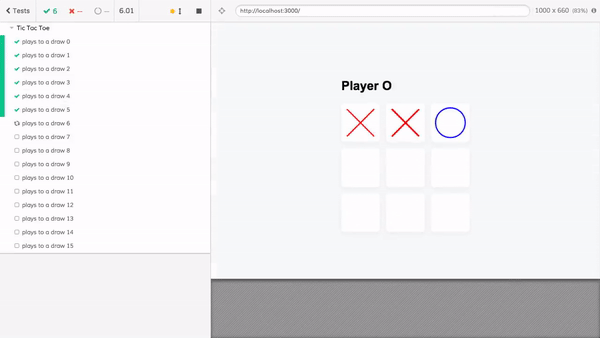 Tests
6
--
--
6.01
http://localhost:3000/
1000 x 660 (83%)
Tic Tac Toe
plays to a draw 0
plays to a draw 1
plays to a draw 2
plays to a draw 3
plays to a draw 4
plays to a draw 5
plays to a draw 6
plays to a draw 7
plays to a draw 8
plays to a draw 9
plays to a draw 10
plays to a draw 11
plays to a draw 12
plays to a draw 13
plays to a draw 14
plays to a draw 15
Player O